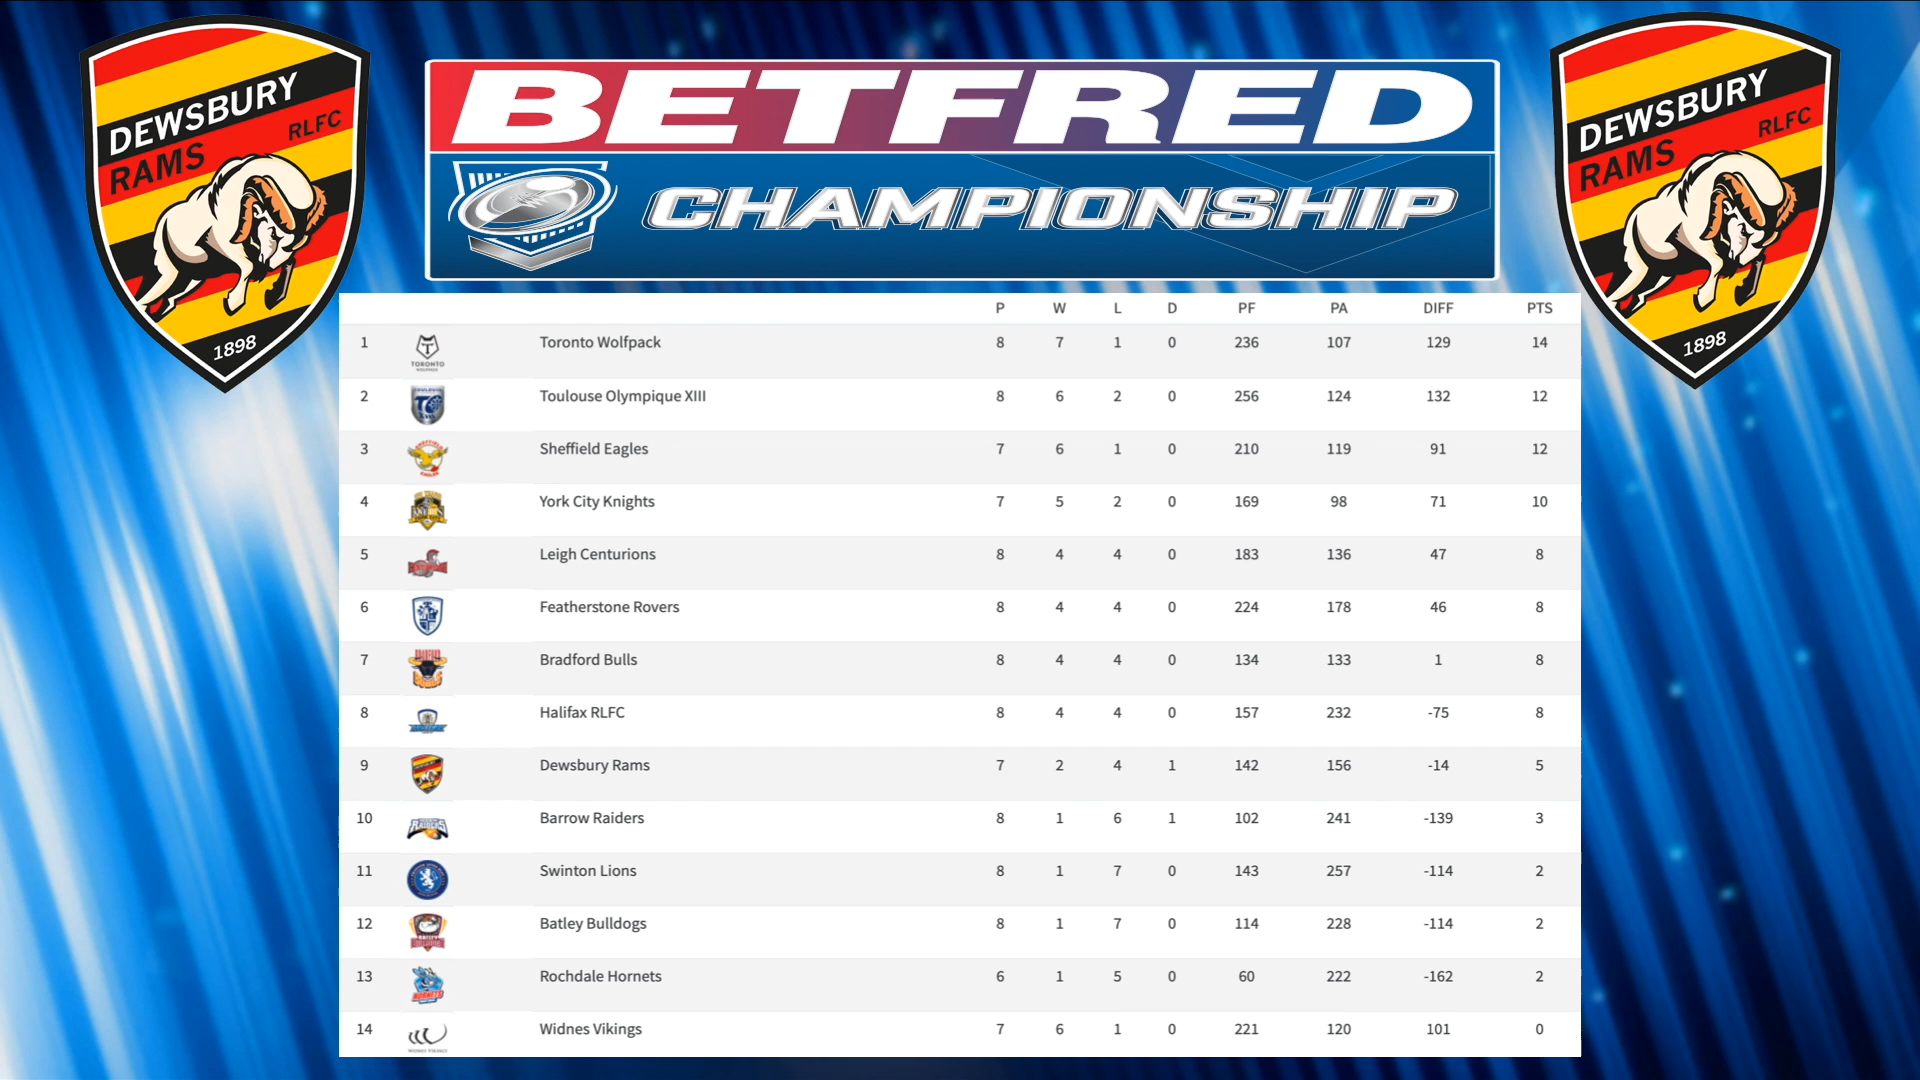 DEWSBURY
RAMS
RLFC
1898
BETFRED
CHAMPIONSHIP
DEWSBURY
RAMS
RLFC
1898
P W L D PF PA DIFF PTS
1 TORONTO Toronto Wolfpack 8 7 1 0 236 107 129 14
2 Toulouse Olympique XIII 8 6 2 0 256 124 132 12
3 Sheffield Eagles 7 6 1 0 210 119 91 12
4 York City Knights 7 5 2 0 169 98 71 10
5 Leigh Centurions 8 4 4 0 183 136 47 8
6 Featherstone Rovers 8 4 4 0 224 178 46 8
7 Bradford Bulls 8 4 4 0 134 133 1 8
8 Halifax RLFC 8 4 4 0 157 232 -75 8
9 Dewsbury Rams 7 2 4 1 142 156 -14 5
10 Barrow Raiders 8 1 6 1 102 241 -139 3
11 Swinton Lions 8 1 7 0 143 257 -114 2
12 Batley Bulldogs 8 1 7 0 114 228 -114 2
13 HORNETS Rochdale Hornets 6 1 5 0 60 222 -162 2
14 WIDNES VIKINGS Widnes Vikings 7 6 1 0 221 120 101 0